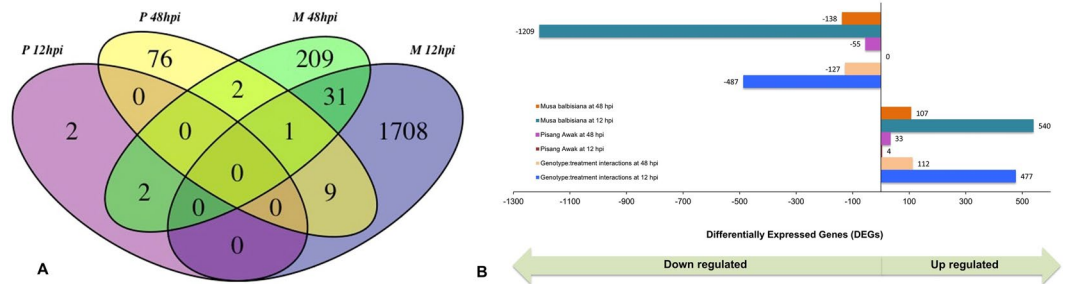 P 48hpi
M 48hpi
P 12hpi
M 12hpi
76
209
0
2
31
2
0
1
1708
0
2
9
0
0
0
A
-138
-1209
-55
0
-127
-487
107
540
33
4
112
477
Musa balbisiana at 48 hpi
Musa balbisiana at 12 hpi
Pisang Awak at 48 hpi
Pisang Awak at 12 hpi
Genotype:treatment interactions at 48 hpi
Genotype:treatment interactions at 12 hpi
-1300 -1100 -900 -700 -500 -300 -100 100 300 500
Differentially Expressed Genes (DEGs)
B
Down regulated
Up regulated